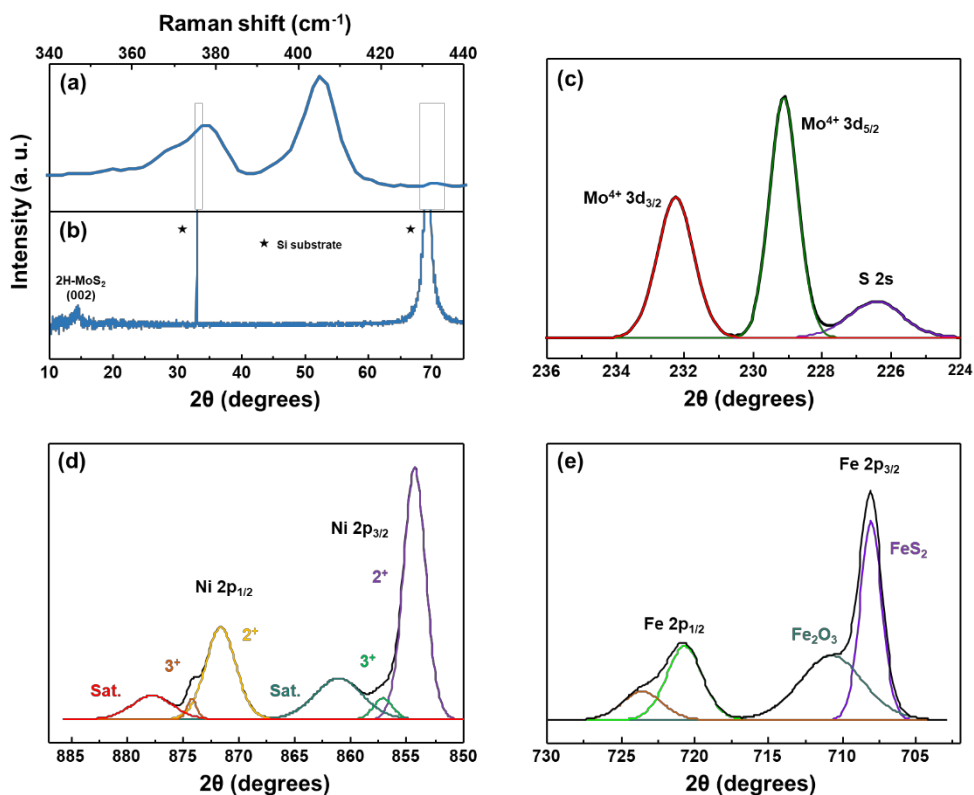 Raman shift (cm⁻¹)
340 360 380 400 420 440
(a)
Intensity (a. u.)
(b)
★ ★ Si substrate ★
2H-MoS₂
(002)
10 20 30 40 50 60 70
2θ (degrees)
(c)
Mo⁴⁺ 3d₅/₂
Mo⁴⁺ 3d₃/₂
S 2s
236 234 232 230 228 226 224
2θ (degrees)
(d)
Ni 2p₃/₂
2⁺
Ni 2p₁/₂
2⁺
3⁺
3⁺
Sat.
Sat.
885 880 875 870 865 860 855 850
2θ (degrees)
(e)
Fe 2p₃/₂
FeS₂
Fe₂O₃
Fe 2p₁/₂
730 725 720 715 710 705
2θ (degrees)